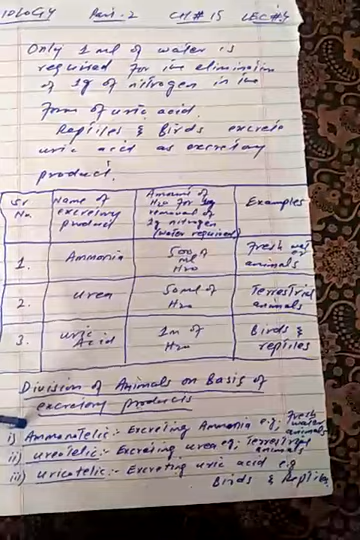 IOLOGY Part-2 CH#15 LEC#4
Only 1 ml of water is
required for the elimination
of 1g of nitrogen in the
form of uric acid.
Reptiles & Birds excrete
uric acid as excretory
product.
Sr No. Name of excretory product Amount of H2O for 1g removal of 1g nitrogen (water required) Examples
1. Ammonia 500 ml H2O Fresh water animals
2. Urea 50 ml of H2O Terrestrial animals
3. Uric Acid 1m of H2O Birds & reptiles
Division of Animals on Basis of
excretory products
i) Ammonotelic:- Excreting Ammonia e.g, Fresh water animals
ii) ureotelic:- Excreting urea eg, Terrestrial animals
iii) uricotelic:- Excreting uric acid e.g
Birds & Reptiles